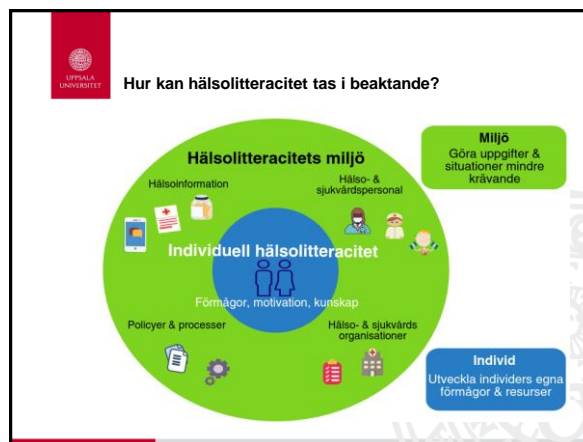 UPPSALA
UNIVERSITET
Hur kan hälsolitteracitet tas i beaktande?
Hälsolitteracitets miljö
Hälsoinformation
Hälso- &
sjukvårdspersonal
Individuell hälsolitteracitet
Förmågor, motivation, kunskap
Policyer & processer
Hälso- & sjukvårds
organisationer
Miljö
Göra uppgifter &
situationer mindre
krävande
Individ
Utveckla individers egna
förmågor & resurser